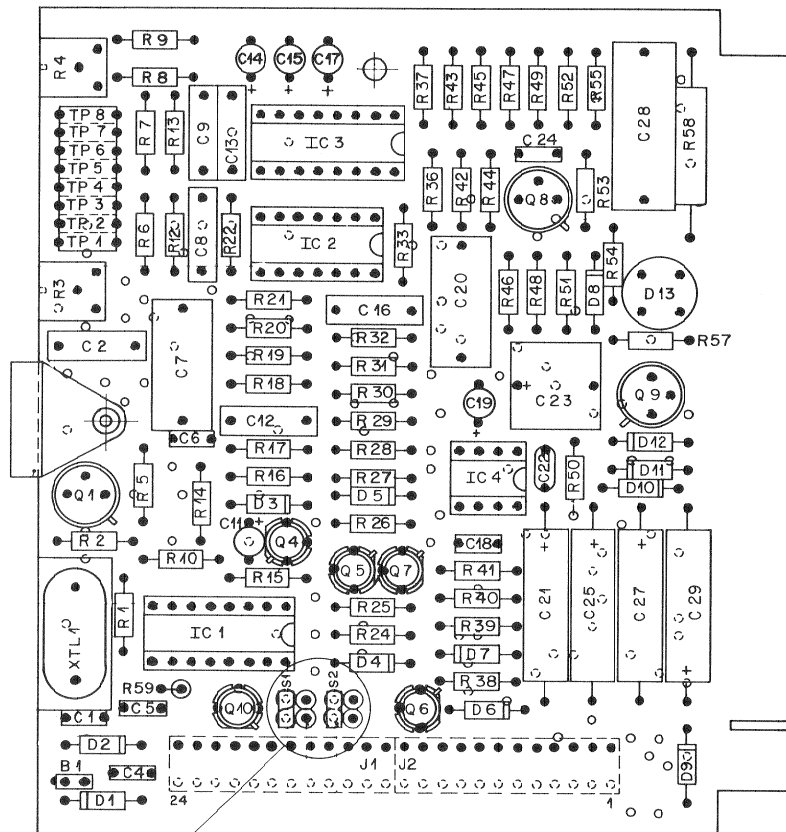 R4
R9
R8
C14
C15
C17
R37
R43
R45
R47
R49
R52
R55
C28
R58
TP8
TP7
TP6
TP5
TP4
TP3
TP2
TP1
R7
R13
C9
C13
IC3
C24
R36
R42
R44
Q8
R53
R6
R12
C8
R22
IC2
R33
C20
R46
R48
R51
D8
R54
D13
R3
R21
R20
R19
R18
C16
R32
R31
R30
R29
R28
R27
D5
R26
R57
C2
C7
C6
C12
R17
R16
D3
C19
C23
Q9
D12
D11
D10
IC4
C22
R50
Q1
R5
R14
C11
Q4
R2
R10
R15
Q5
Q7
C18
R41
R40
R39
D7
R38
D6
C21
C25
C27
C29
R25
R24
D4
XTL1
R1
IC1
R59
C1
C5
Q10
S1
S2
Q6
D2
B1
C4
D1
J1
J2
24
1
D9